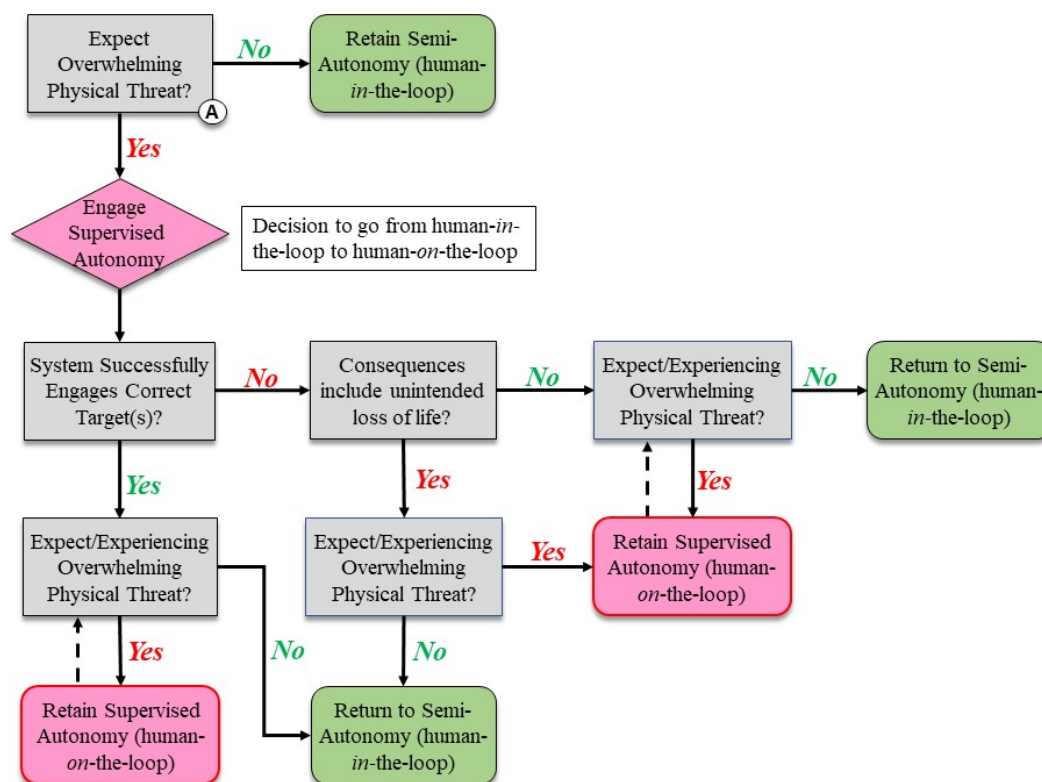 Expect
Overwhelming
Physical Threat?
A
No
Retain Semi-
Autonomy (human-
in-the-loop)
Yes
Engage
Supervised
Autonomy
Decision to go from human-in-
the-loop to human-on-the-loop
System Successfully
Engages Correct
Target(s)?
No
Consequences
include unintended
loss of life?
No
Expect/Experiencing
Overwhelming
Physical Threat?
No
Return to Semi-
Autonomy (human-
in-the-loop)
Yes
Yes
Yes
Expect/Experiencing
Overwhelming
Physical Threat?
Expect/Experiencing
Overwhelming
Physical Threat?
Yes
Retain Supervised
Autonomy (human-
on-the-loop)
Yes
No
No
Retain Supervised
Autonomy (human-
on-the-loop)
Return to Semi-
Autonomy (human-
in-the-loop)